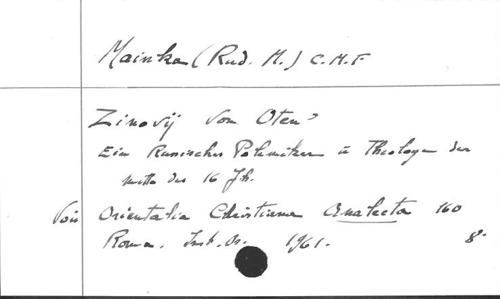 Mainka (Rud. M.) C.M.F
Zinovij von Oten'
Ein Russischer Polemiker u Theologe der
mitte des 16 Jh.
Voir Orientalia Christiana Analecta 160
Roma. Inst. Or. 1961. 8°